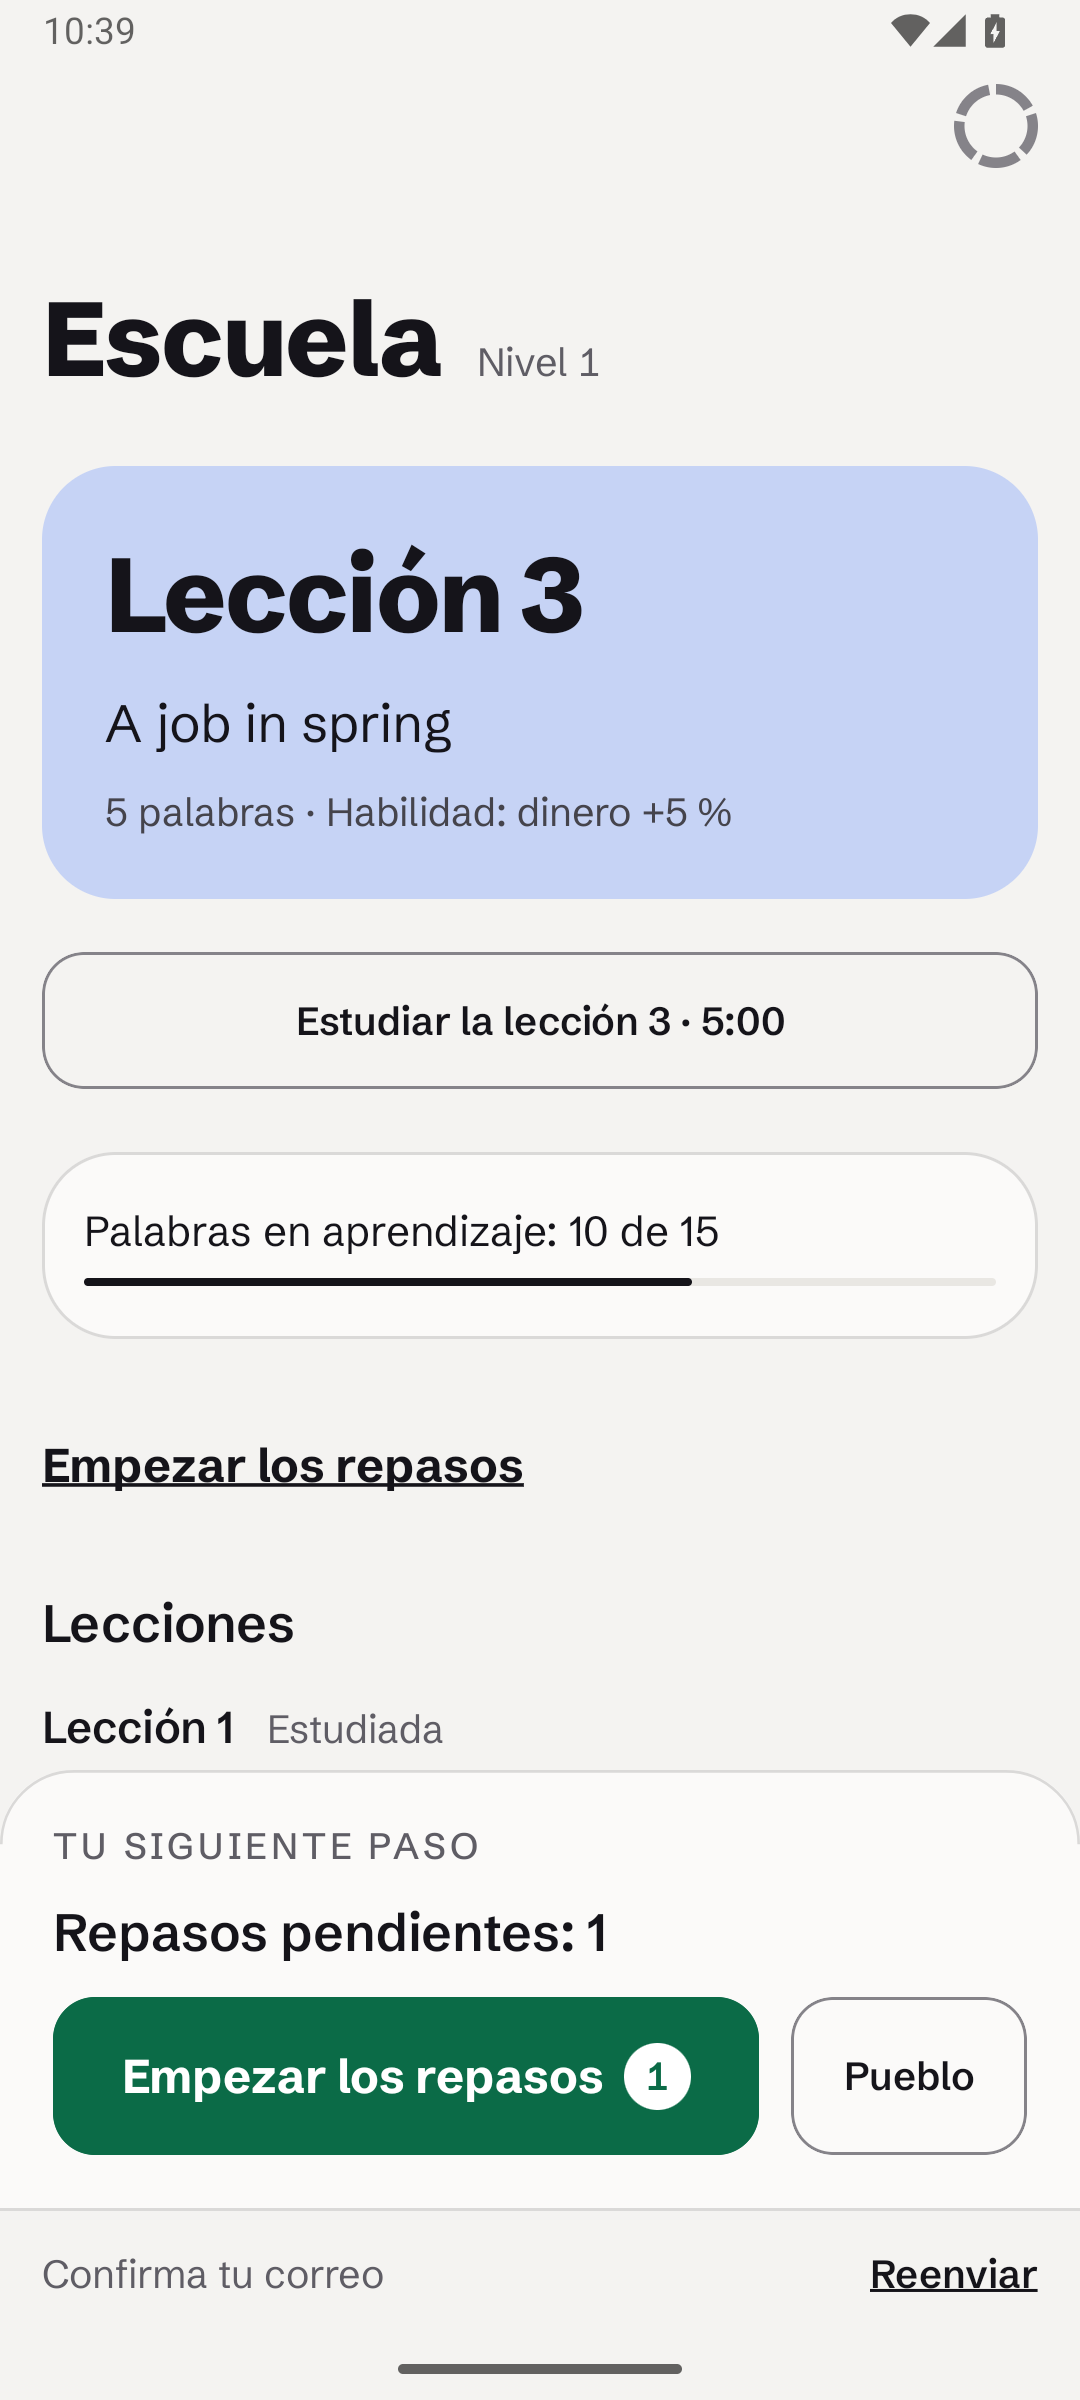 10:39
Escuela Nivel 1
Lección 3
A job in spring
5 palabras · Habilidad: dinero +5 %
Estudiar la lección 3 · 5:00
Palabras en aprendizaje: 10 de 15
Empezar los repasos
Lecciones
Lección 1 Estudiada
TU SIGUIENTE PASO
Repasos pendientes: 1
Empezar los repasos 1
Pueblo
Confirma tu correo Reenviar